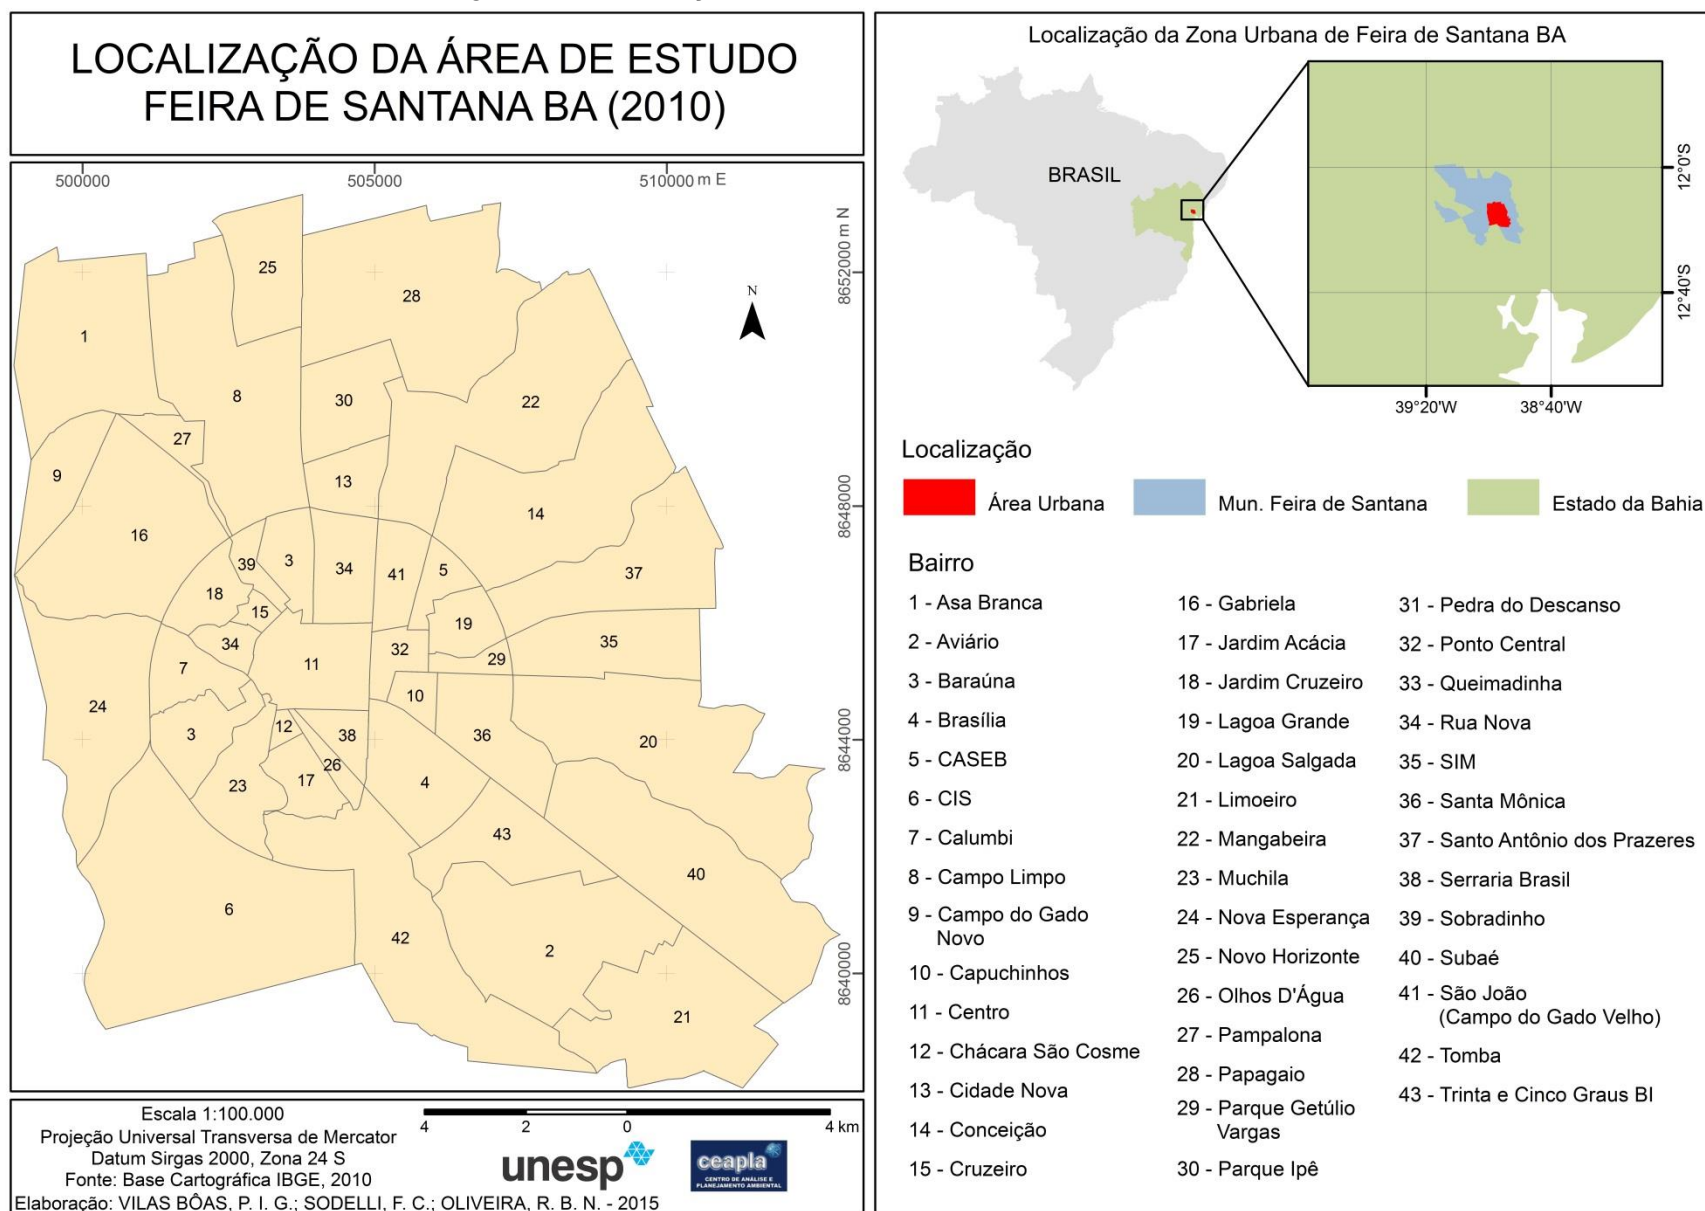 LOCALIZAÇÃO DA ÁREA DE ESTUDO
FEIRA DE SANTANA BA (2010)
500000
505000
510000 m E
8652000 m N
8648000
8644000
8640000
N
25
28
1
8
30
22
27
9
13
14
16
39
3
34
41
5
37
18
15
19
34
32
35
7
11
29
10
24
3
12
38
36
20
26
23
17
4
43
40
6
42
2
21
Escala 1:100.000
Projeção Universal Transversa de Mercator
Datum Sirgas 2000, Zona 24 S
Fonte: Base Cartográfica IBGE, 2010
Elaboração: VILAS BÔAS, P. I. G.; SODELLI, F. C.; OLIVEIRA, R. B. N. - 2015
4 2 0 4 km
unesp
ceapla
CENTRO DE ANÁLISE E
PLANEJAMENTO AMBIENTAL
Localização da Zona Urbana de Feira de Santana BA
BRASIL
12°0'S
12°40'S
39°20'W
38°40'W
Localização
Área Urbana
Mun. Feira de Santana
Estado da Bahia
Bairro
1 - Asa Branca
2 - Aviário
3 - Baraúna
4 - Brasília
5 - CASEB
6 - CIS
7 - Calumbi
8 - Campo Limpo
9 - Campo do Gado
Novo
10 - Capuchinhos
11 - Centro
12 - Chácara São Cosme
13 - Cidade Nova
14 - Conceição
15 - Cruzeiro
16 - Gabriela
17 - Jardim Acácia
18 - Jardim Cruzeiro
19 - Lagoa Grande
20 - Lagoa Salgada
21 - Limoeiro
22 - Mangabeira
23 - Muchila
24 - Nova Esperança
25 - Novo Horizonte
26 - Olhos D'Água
27 - Pampalona
28 - Papagaio
29 - Parque Getúlio
Vargas
30 - Parque Ipê
31 - Pedra do Descanso
32 - Ponto Central
33 - Queimadinha
34 - Rua Nova
35 - SIM
36 - Santa Mônica
37 - Santo Antônio dos Prazeres
38 - Serraria Brasil
39 - Sobradinho
40 - Subaé
41 - São João
(Campo do Gado Velho)
42 - Tomba
43 - Trinta e Cinco Graus BI